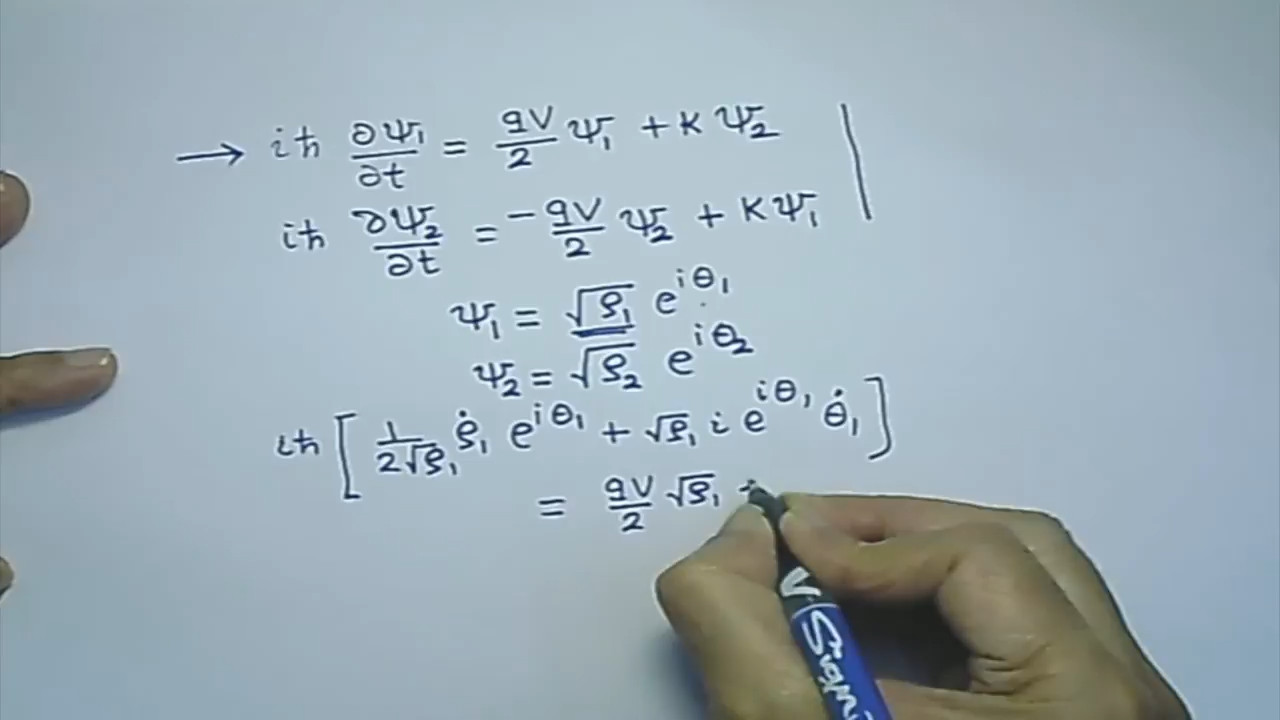 → iħ ∂ψ₁/∂t = qV/2 ψ₁ + K ψ₂
iħ ∂ψ₂/∂t = - qV/2 ψ₂ + K ψ₁
ψ₁ = √ρ₁ e^{iθ₁}
ψ₂ = √ρ₂ e^{iθ₂}
iħ [ 1/2√ρ₁ ρ̇₁ e^{iθ₁} + √ρ₁ i e^{iθ₁} θ̇₁ ]
= qV/2 √ρ₁